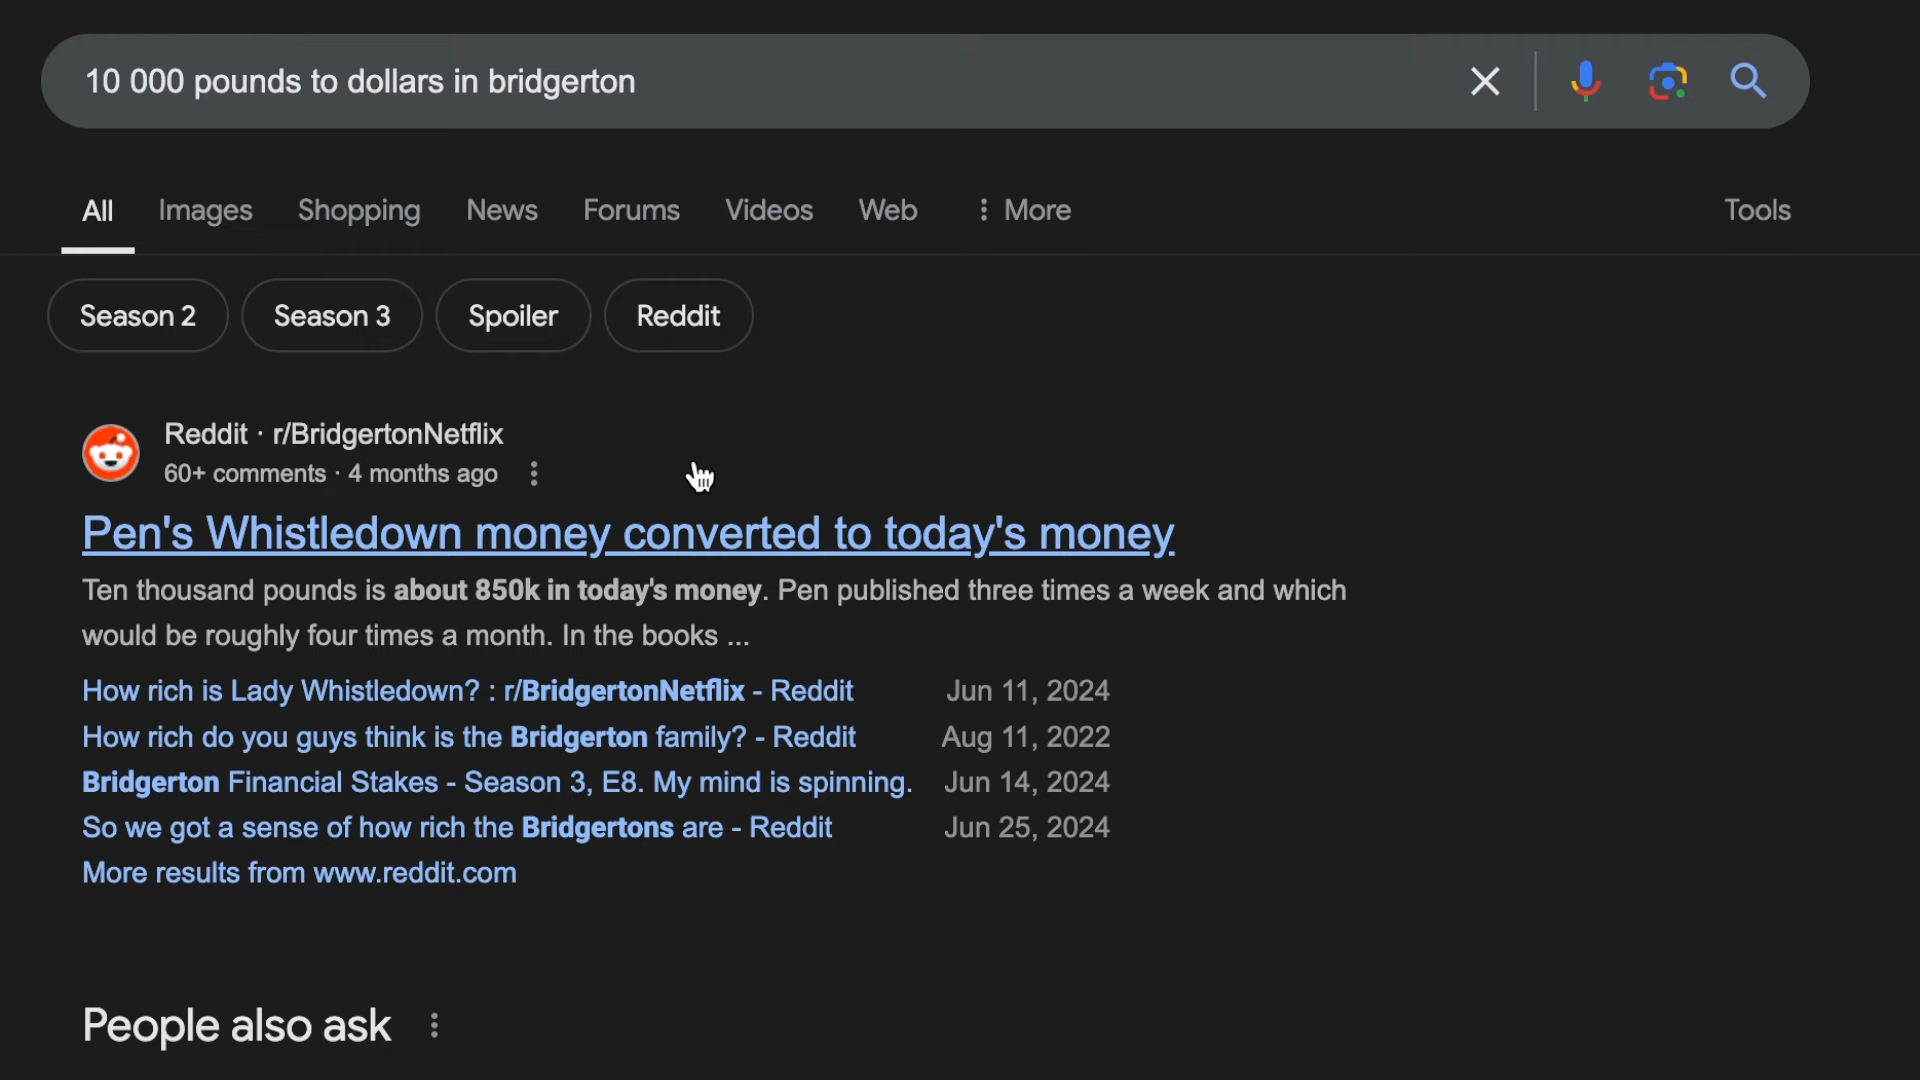 10 000 pounds to dollars in bridgerton
All Images Shopping News Forums Videos Web More Tools
Season 2 Season 3 Spoiler Reddit
Reddit · r/BridgertonNetflix
60+ comments · 4 months ago
Pen's Whistledown money converted to today's money
Ten thousand pounds is about 850k in today's money. Pen published three times a week and which
would be roughly four times a month. In the books ...
How rich is Lady Whistledown? : r/BridgertonNetflix - Reddit Jun 11, 2024
How rich do you guys think is the Bridgerton family? - Reddit Aug 11, 2022
Bridgerton Financial Stakes - Season 3, E8. My mind is spinning. Jun 14, 2024
So we got a sense of how rich the Bridgertons are - Reddit Jun 25, 2024
More results from www.reddit.com
People also ask